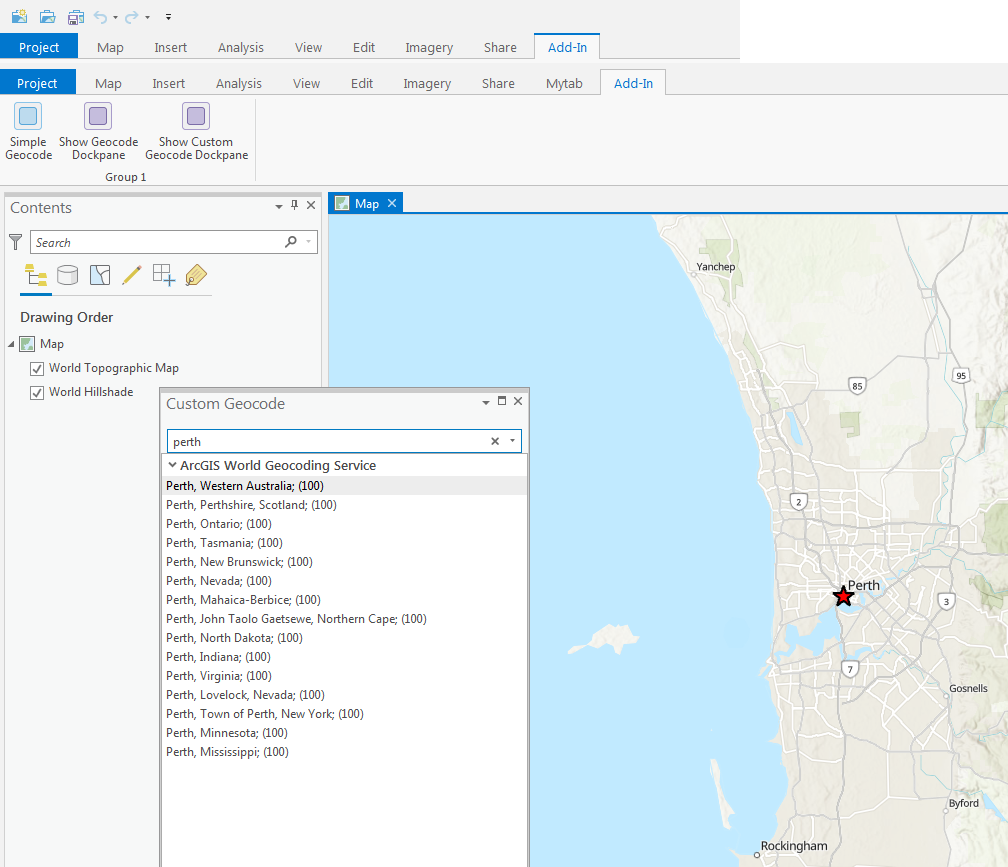 Project Map Insert Analysis View Edit Imagery Share Add-In
Project Map Insert Analysis View Edit Imagery Share Mytab Add-In
Simple Geocode
Show Geocode Dockpane
Show Custom Geocode Dockpane
Group 1
Contents
Search
Drawing Order
Map
World Topographic Map
World Hillshade
Custom Geocode
perth
ArcGIS World Geocoding Service
Perth, Western Australia; (100)
Perth, Perthshire, Scotland; (100)
Perth, Ontario; (100)
Perth, Tasmania; (100)
Perth, New Brunswick; (100)
Perth, Nevada; (100)
Perth, Mahaica-Berbice; (100)
Perth, John Taolo Gaetsewe, Northern Cape; (100)
Perth, North Dakota; (100)
Perth, Indiana; (100)
Perth, Virginia; (100)
Perth, Lovelock, Nevada; (100)
Perth, Town of Perth, New York; (100)
Perth, Minnesota; (100)
Perth, Mississippi; (100)
Map
Yanchep
95
85
2
Perth
3
7
Gosnells
Byford
Rockingham